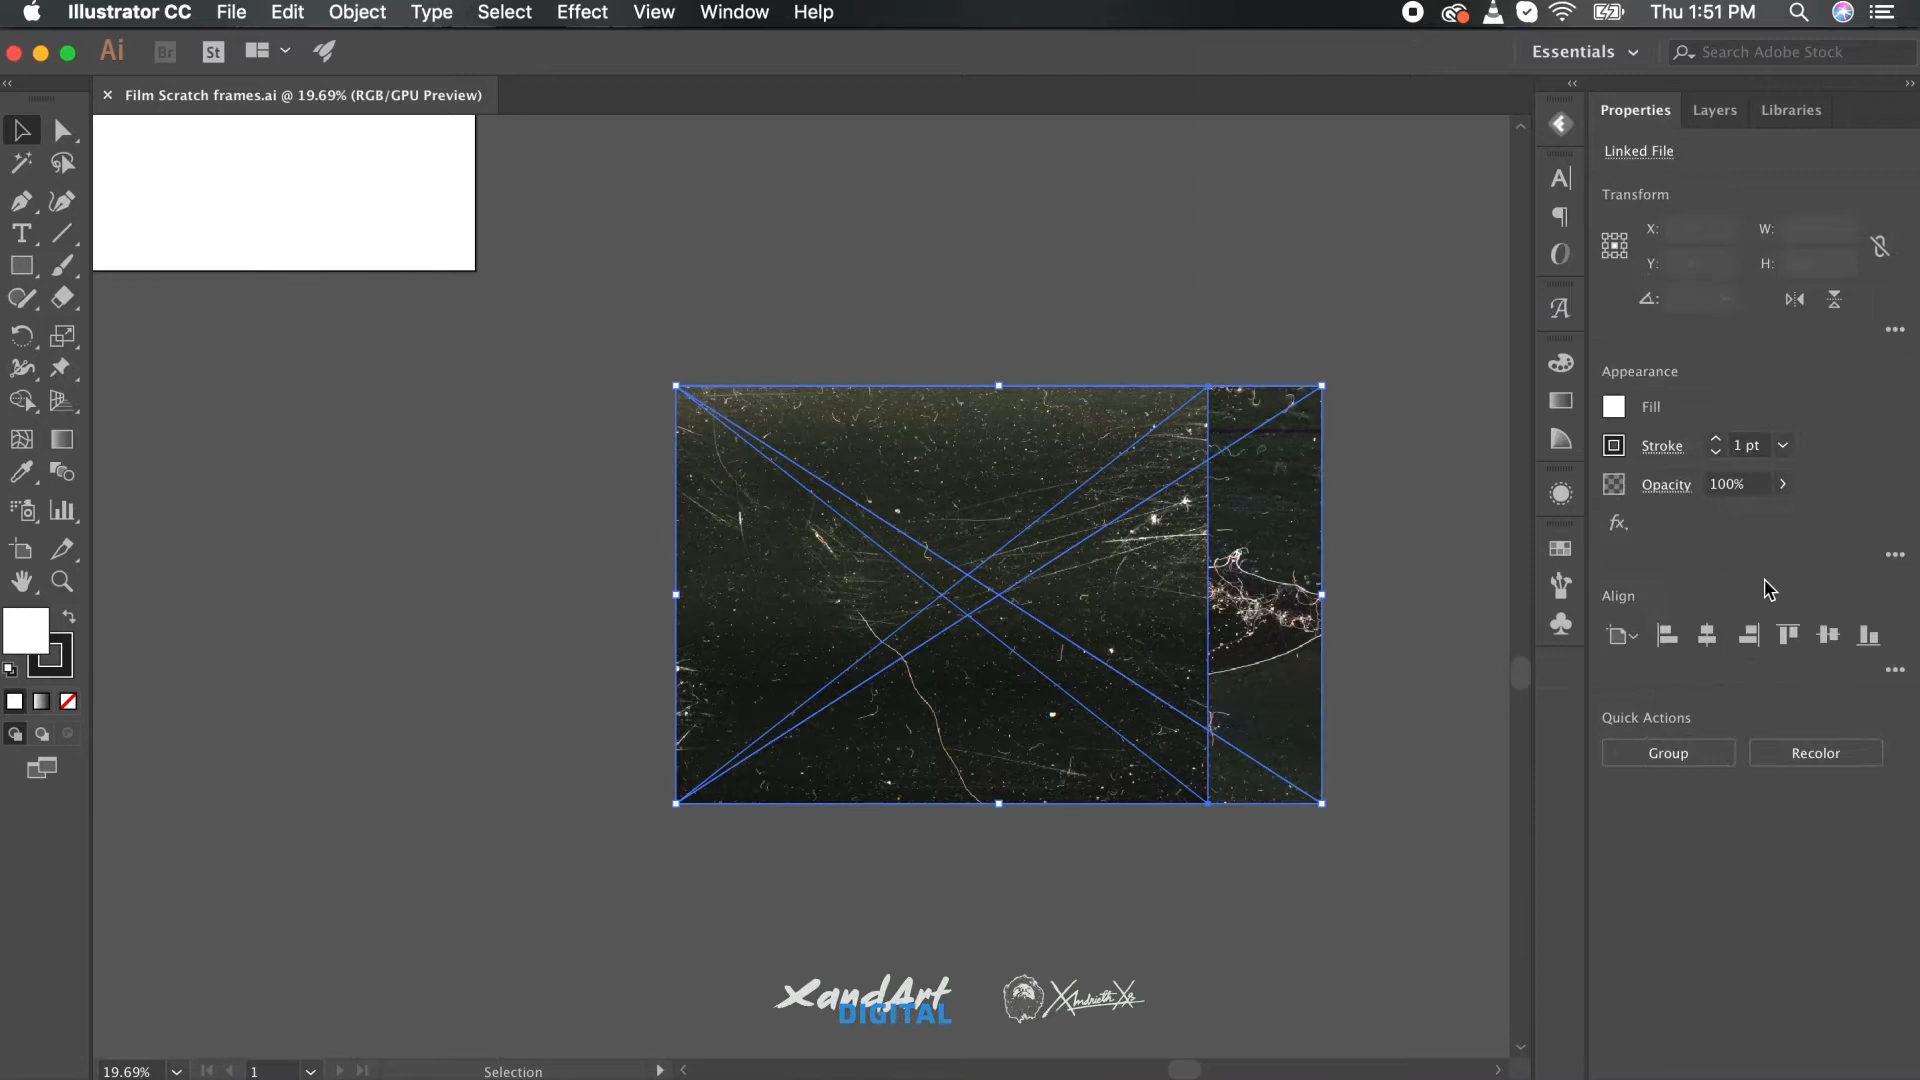 Illustrator CC File Edit Object Type Select Effect View Window Help Thu 1:51 PM
Ai Br St Essentials Search Adobe Stock
Film Scratch frames.ai @ 19.69% (RGB/GPU Preview)
Properties Layers Libraries
Linked File
Transform
X: W:
Y: H:
Appearance
Fill
Stroke 1 pt
Opacity 100%
fx
Align
Quick Actions
Group Recolor
XandArt
DIGITAL
19.69% 1 Selection